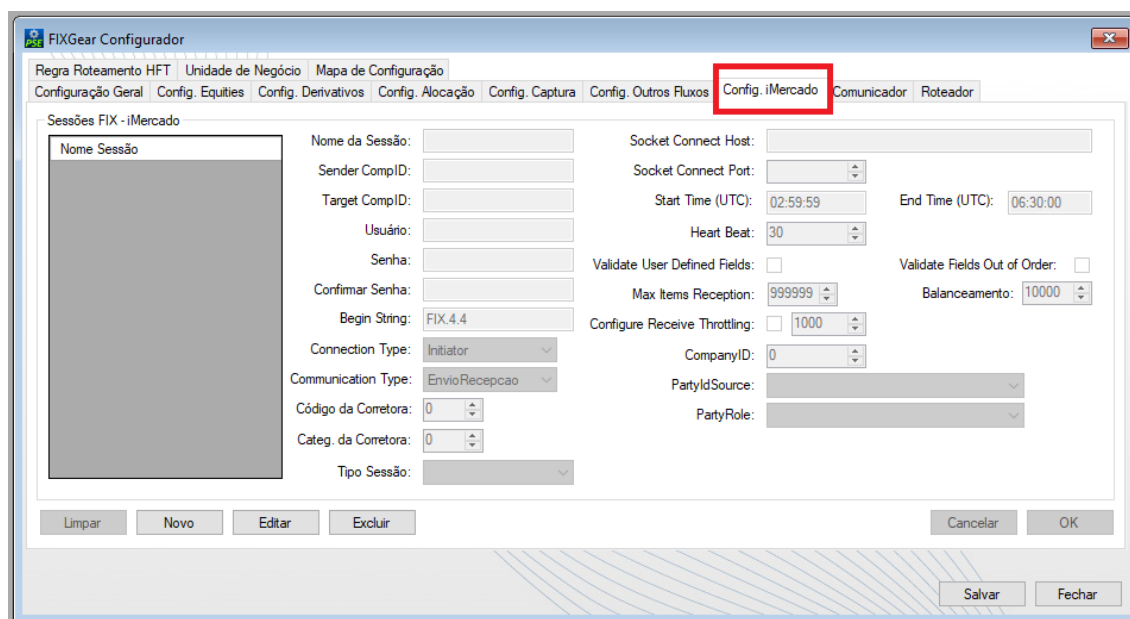 PSE FIXGear Configurador
Regra Roteamento HFT Unidade de Negócio Mapa de Configuração
Configuração Geral Config. Equities Config. Derivativos Config. Alocação Config. Captura Config. Outros Fluxos Config. iMercado Comunicador Roteador
Sessões FIX - iMercado
Nome Sessão
Nome da Sessão:
Sender CompID:
Target CompID:
Usuário:
Senha:
Confirmar Senha:
Begin String: FIX.4.4
Connection Type: Initiator
Communication Type: EnvioRecepcao
Código da Corretora: 0
Categ. da Corretora: 0
Tipo Sessão:
Socket Connect Host:
Socket Connect Port:
Start Time (UTC): 02:59:59 End Time (UTC): 06:30:00
Heart Beat: 30
Validate User Defined Fields: Validate Fields Out of Order:
Max Items Reception: 999999 Balanceamento: 10000
Configure Receive Throttling: 1000
CompanyID: 0
PartyIdSource:
PartyRole:
Limpar Novo Editar Excluir Cancelar OK
Salvar Fechar